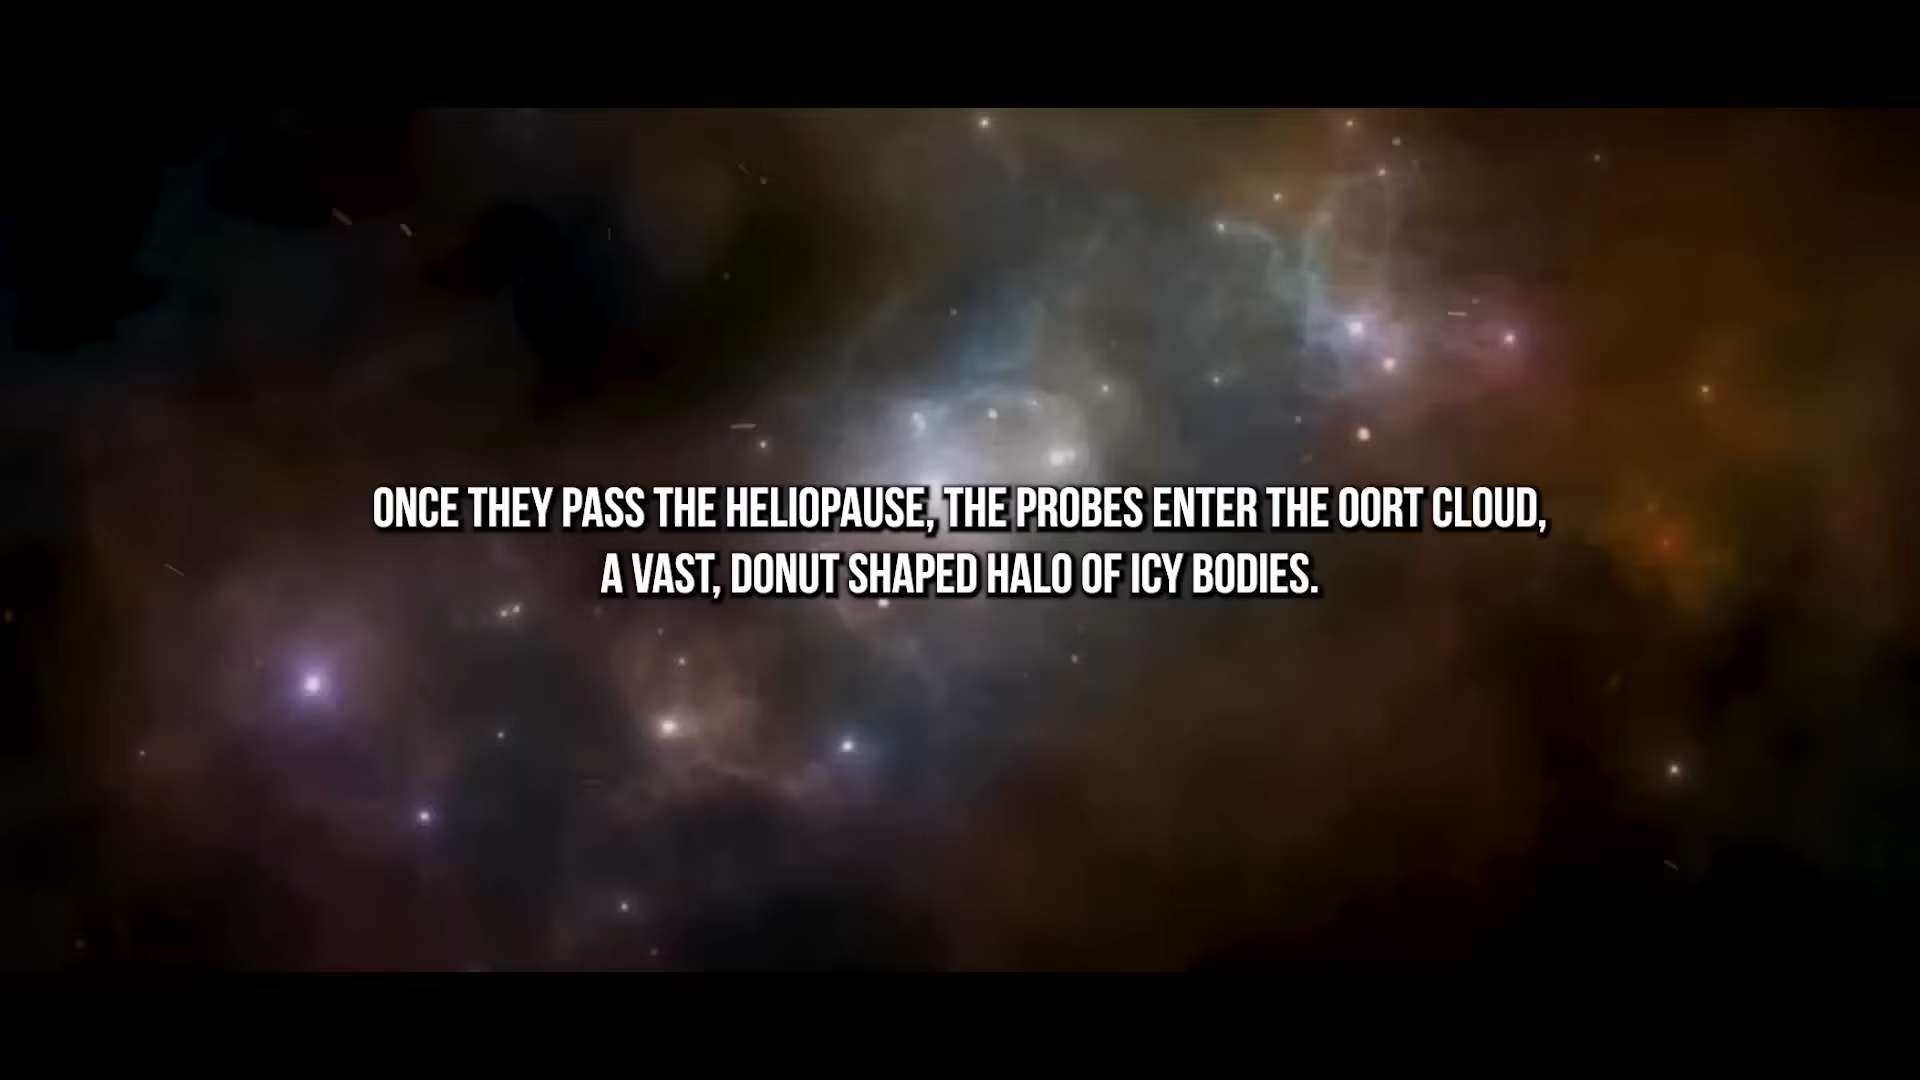 ONCE THEY PASS THE HELIOPAUSE, THE PROBES ENTER THE OORT CLOUD,
A VAST, DONUT SHAPED HALO OF ICY BODIES.